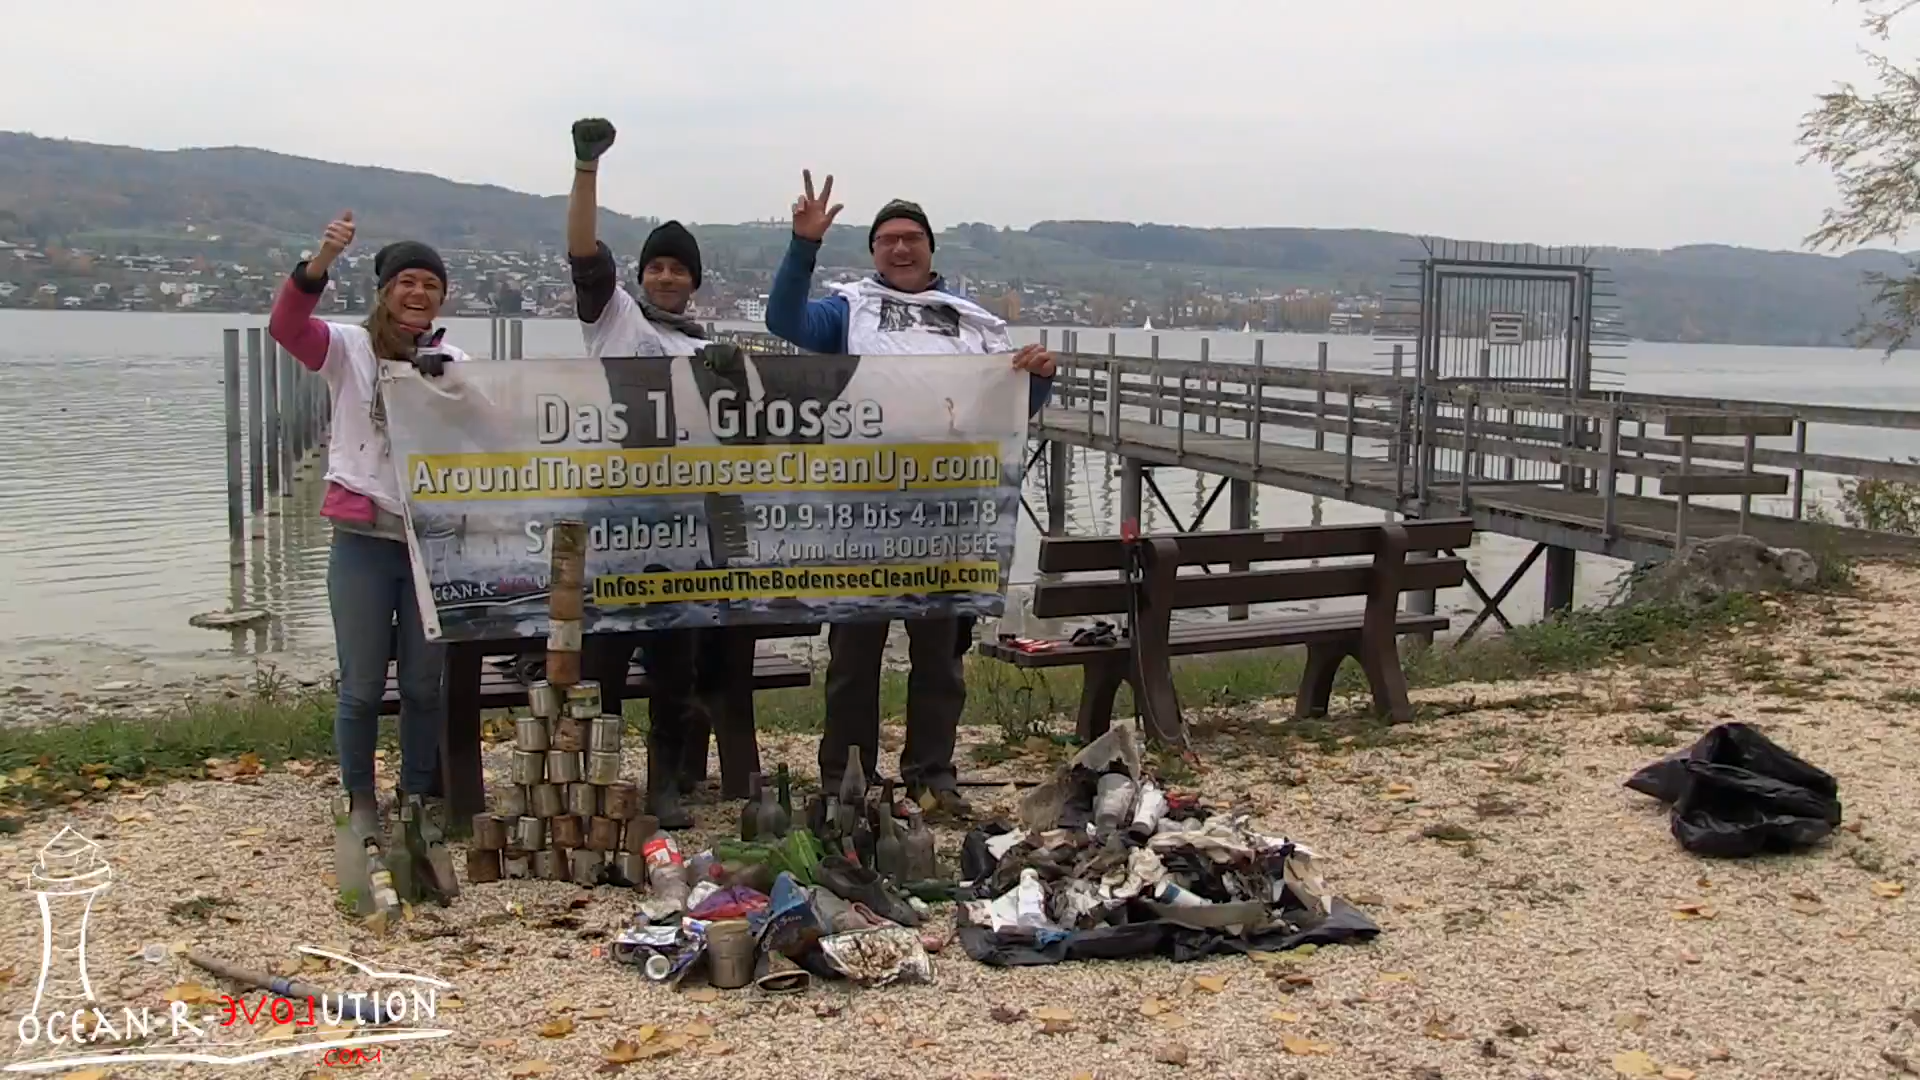 Das 1. Grosse
AroundTheBodenseeCleanUp.com
dabei!
30.9.18 bis 4.11.18
1 x um den BODENSEE
Infos: aroundTheBodenseeCleanUp.com
OCEAN-R-EVOLUTION
.COM